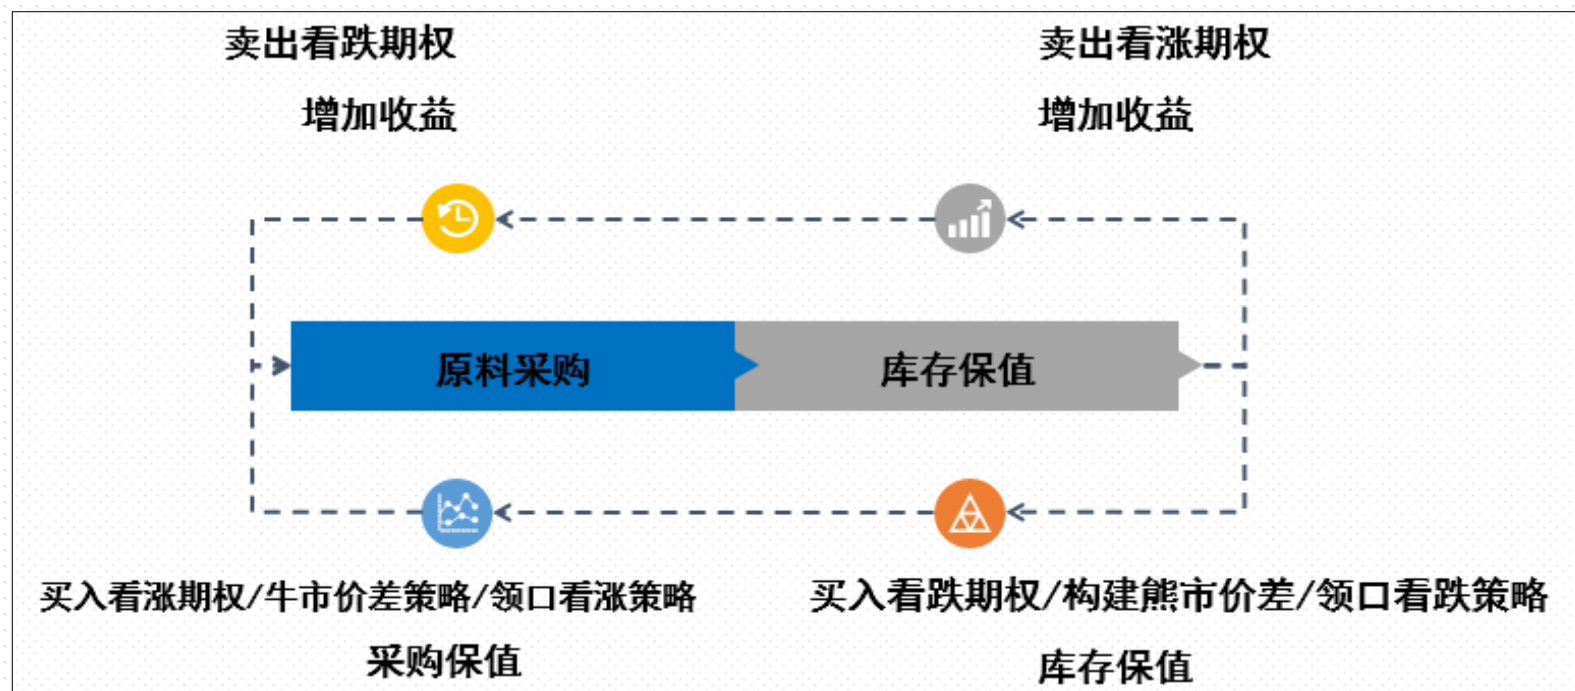 卖出看跌期权
增加收益
卖出看涨期权
增加收益
原料采购
库存保值
买入看涨期权/牛市价差策略/领口看涨策略
采购保值
买入看跌期权/构建熊市价差/领口看跌策略
库存保值